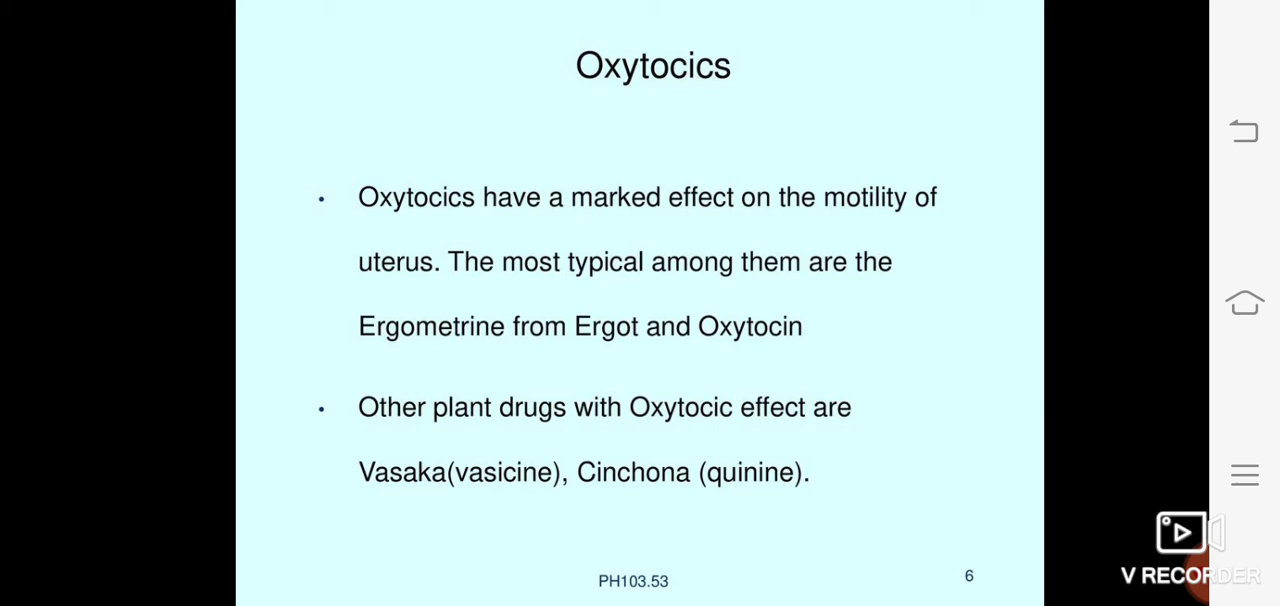 Oxytocics
• Oxytocics have a marked effect on the motility of
uterus. The most typical among them are the
Ergometrine from Ergot and Oxytocin
• Other plant drugs with Oxytocic effect are
Vasaka(vasicine), Cinchona (quinine).
PH103.53
6
V RECORDER